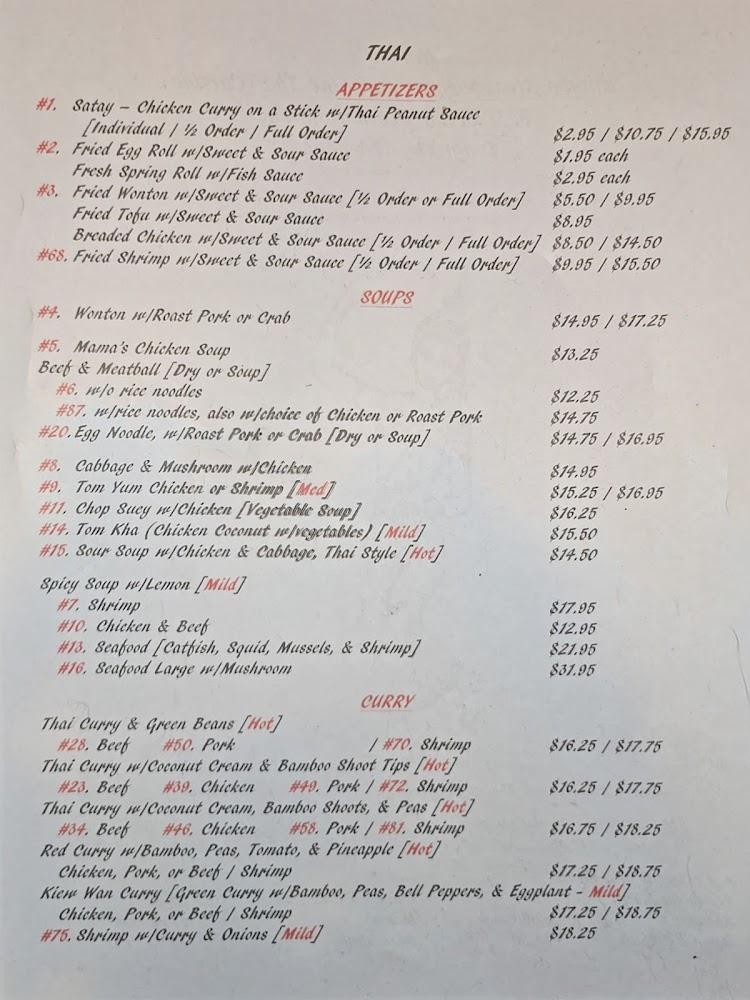 THAI
APPETIZERS
#1. Satay – Chicken Curry on a Stick w/Thai Peanut Sauce
[Individual / ½ Order / Full Order] $2.95 / $10.75 / $15.95
#2. Fried Egg Roll w/Sweet & Sour Sauce $1.95 each
Fresh Spring Roll w/Fish Sauce $2.95 each
#3. Fried Wonton w/Sweet & Sour Sauce [½ Order or Full Order] $5.50 / $9.95
Fried Tofu w/Sweet & Sour Sauce $8.95
Breaded Chicken w/Sweet & Sour Sauce [½ Order / Full Order] $8.50 / $14.50
#68. Fried Shrimp w/Sweet & Sour Sauce [½ Order / Full Order] $9.95 / $15.50
SOUPS
#4. Wonton w/Roast Pork or Crab $14.95 / $17.25
#5. Mama's Chicken Soup $13.25
Beef & Meatball [Dry or Soup]
#6. w/o rice noodles $12.25
#87. w/rice noodles, also w/choice of Chicken or Roast Pork $14.75
#20. Egg Noodle, w/Roast Pork or Crab [Dry or Soup] $14.75 / $16.95
#8. Cabbage & Mushroom w/Chicken $14.95
#9. Tom Yum Chicken or Shrimp [Med] $15.25 / $16.95
#11. Chop Suey w/Chicken [Vegetable Soup] $16.25
#14. Tom Kha (Chicken Coconut w/vegetables) [Mild] $15.50
#15. Sour Soup w/Chicken & Cabbage, Thai Style [Hot] $14.50
Spicy Soup w/Lemon [Mild]
#7. Shrimp $17.95
#10. Chicken & Beef $12.95
#13. Seafood [Catfish, Squid, Mussels, & Shrimp] $21.95
#16. Seafood Large w/Mushroom $31.95
CURRY
Thai Curry & Green Beans [Hot]
#28. Beef #50. Pork / #70. Shrimp $16.25 / $17.75
Thai Curry w/Coconut Cream & Bamboo Shoot Tips [Hot]
#23. Beef #39. Chicken #49. Pork / #72. Shrimp $16.25 / $17.75
Thai Curry w/Coconut Cream, Bamboo Shoots, & Peas [Hot]
#34. Beef #46. Chicken #58. Pork / #81. Shrimp $16.75 / $18.25
Red Curry w/Bamboo, Peas, Tomato, & Pineapple [Hot]
Chicken, Pork, or Beef / Shrimp $17.25 / $18.75
Kiew Wan Curry [Green Curry w/Bamboo, Peas, Bell Peppers, & Eggplant - Mild]
Chicken, Pork, or Beef / Shrimp $17.25 / $18.75
#75. Shrimp w/Curry & Onions [Mild] $18.25